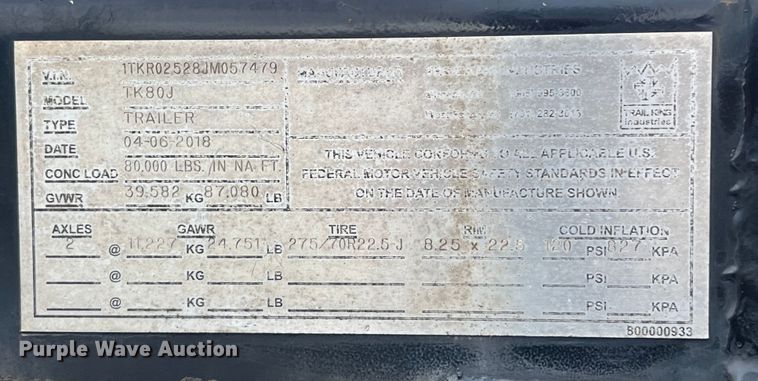 V.I.N. 1TKR02528JM057479
MODEL TK80J
TYPE TRAILER
DATE 04-06-2018
CONC LOAD 80,000 LBS. IN NA FT.
GVWR 39,582 KG 87,080 LB
TRAIL KING
Industries
THIS VEHICLE CONFORMS TO ALL APPLICABLE U.S.
FEDERAL MOTOR VEHICLE SAFETY STANDARDS IN EFFECT
ON THE DATE OF MANUFACTURE SHOWN.
AXLES GAWR TIRE RIM COLD INFLATION
2 @ 11,227 KG 24,751 LB 275/70R22.5 J 8.25 x 22.5 PSI 827 KPA
@ KG LB PSI KPA
@ KG LB PSI KPA
B00000933
Purple Wave Auction